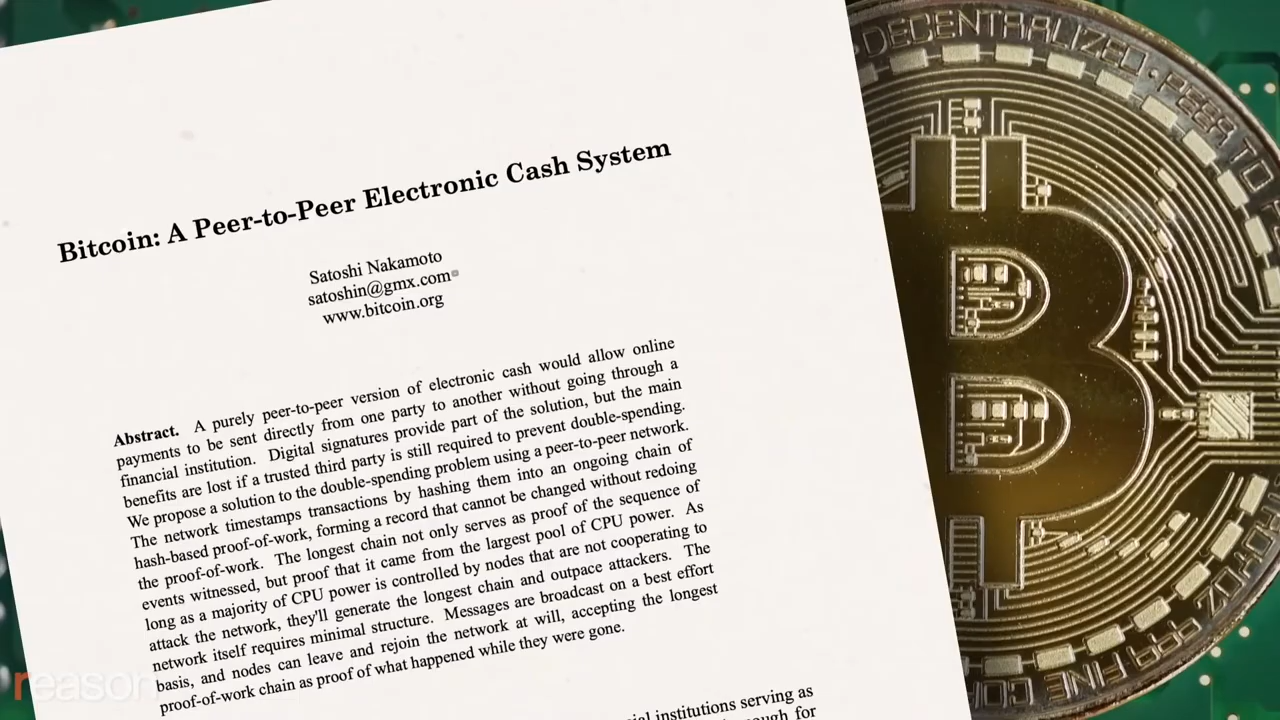 Bitcoin: A Peer-to-Peer Electronic Cash System
Satoshi Nakamoto
satoshin@gmx.com
www.bitcoin.org
Abstract. A purely peer-to-peer version of electronic cash would allow online
payments to be sent directly from one party to another without going through a
financial institution. Digital signatures provide part of the solution, but the main
benefits are lost if a trusted third party is still required to prevent double-spending.
We propose a solution to the double-spending problem using a peer-to-peer network.
The network timestamps transactions by hashing them into an ongoing chain of
hash-based proof-of-work, forming a record that cannot be changed without redoing
the proof-of-work. The longest chain not only serves as proof of the sequence of
events witnessed, but proof that it came from the largest pool of CPU power. As
long as a majority of CPU power is controlled by nodes that are not cooperating to
attack the network, they'll generate the longest chain and outpace attackers. The
network itself requires minimal structure. Messages are broadcast on a best effort
basis, and nodes can leave and rejoin the network at will, accepting the longest
proof-of-work chain as proof of what happened while they were gone.
institutions serving as
for
DECENTRALIZED · PEER TO
FINE
reason